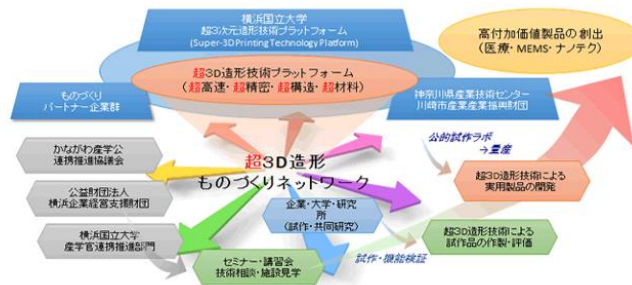 横浜国立大学
超3次元造形技術プラットフォーム
(Super-3D Printing Technology Platform)
高付加価値製品の創出
(医療・MEMS・ナノテク)
超3D造形技術プラットフォーム
(超高速・超精密・超構造・超材料)
ものづくり
パートナー企業群
神奈川県産業技術センター
川崎市産業産業振興財団
かながわ産学公
連携推進協議会
公的試作ラボ
→量産
超3D造形
ものづくりネットワーク
超3D造形技術による
実用製品の開発
公益財団法人
横浜企業経営支援財団
企業・大学・研究
所
(試作・共同研究)
横浜国立大学
産学官連携推進部門
超3D造形技術による
試作品の作製・評価
セミナー・講習会
技術相談・施設見学
試作・機能検証